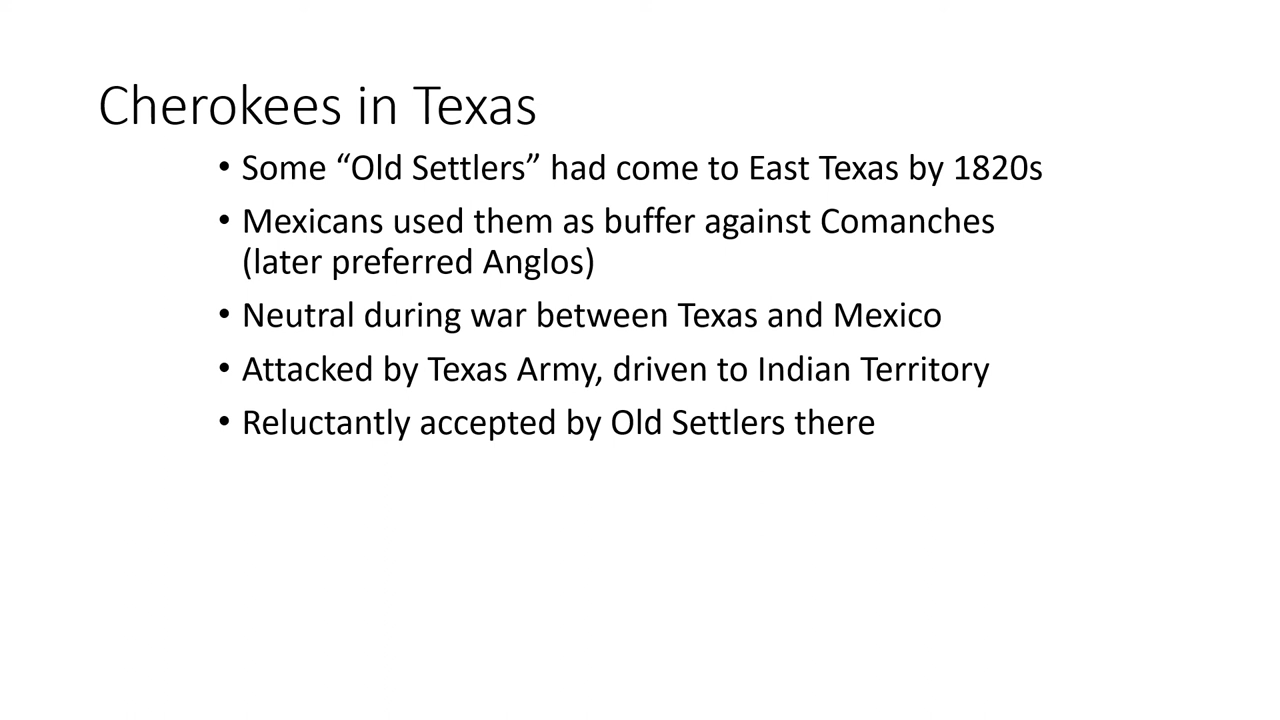 Cherokees in Texas
• Some “Old Settlers” had come to East Texas by 1820s
• Mexicans used them as buffer against Comanches
(later preferred Anglos)
• Neutral during war between Texas and Mexico
• Attacked by Texas Army, driven to Indian Territory
• Reluctantly accepted by Old Settlers there